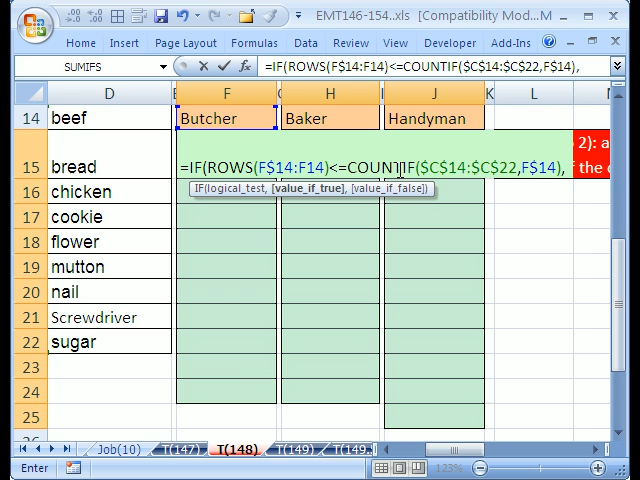 EMT146-154..xls [Compatibility Mod... M
Home Insert Page Layout Formulas Data Review View Developer Add-Ins
SUMIFS =IF(ROWS(F$14:F14)<=COUNTIF($C$14:$C$22,F$14),
D E F G H I J K L M
14 beef Butcher Baker Handyman
2): a
15 bread =IF(ROWS(F$14:F14)<=COUNTIF($C$14:$C$22,F$14), f the
IF(logical_test, [value_if_true], [value_if_false])
16 chicken
17 cookie
18 flower
19 mutton
20 nail
21 Screwdriver
22 sugar
23
24
25
Job(10) T(147) T(148) T(149) T(149..
Enter 123%